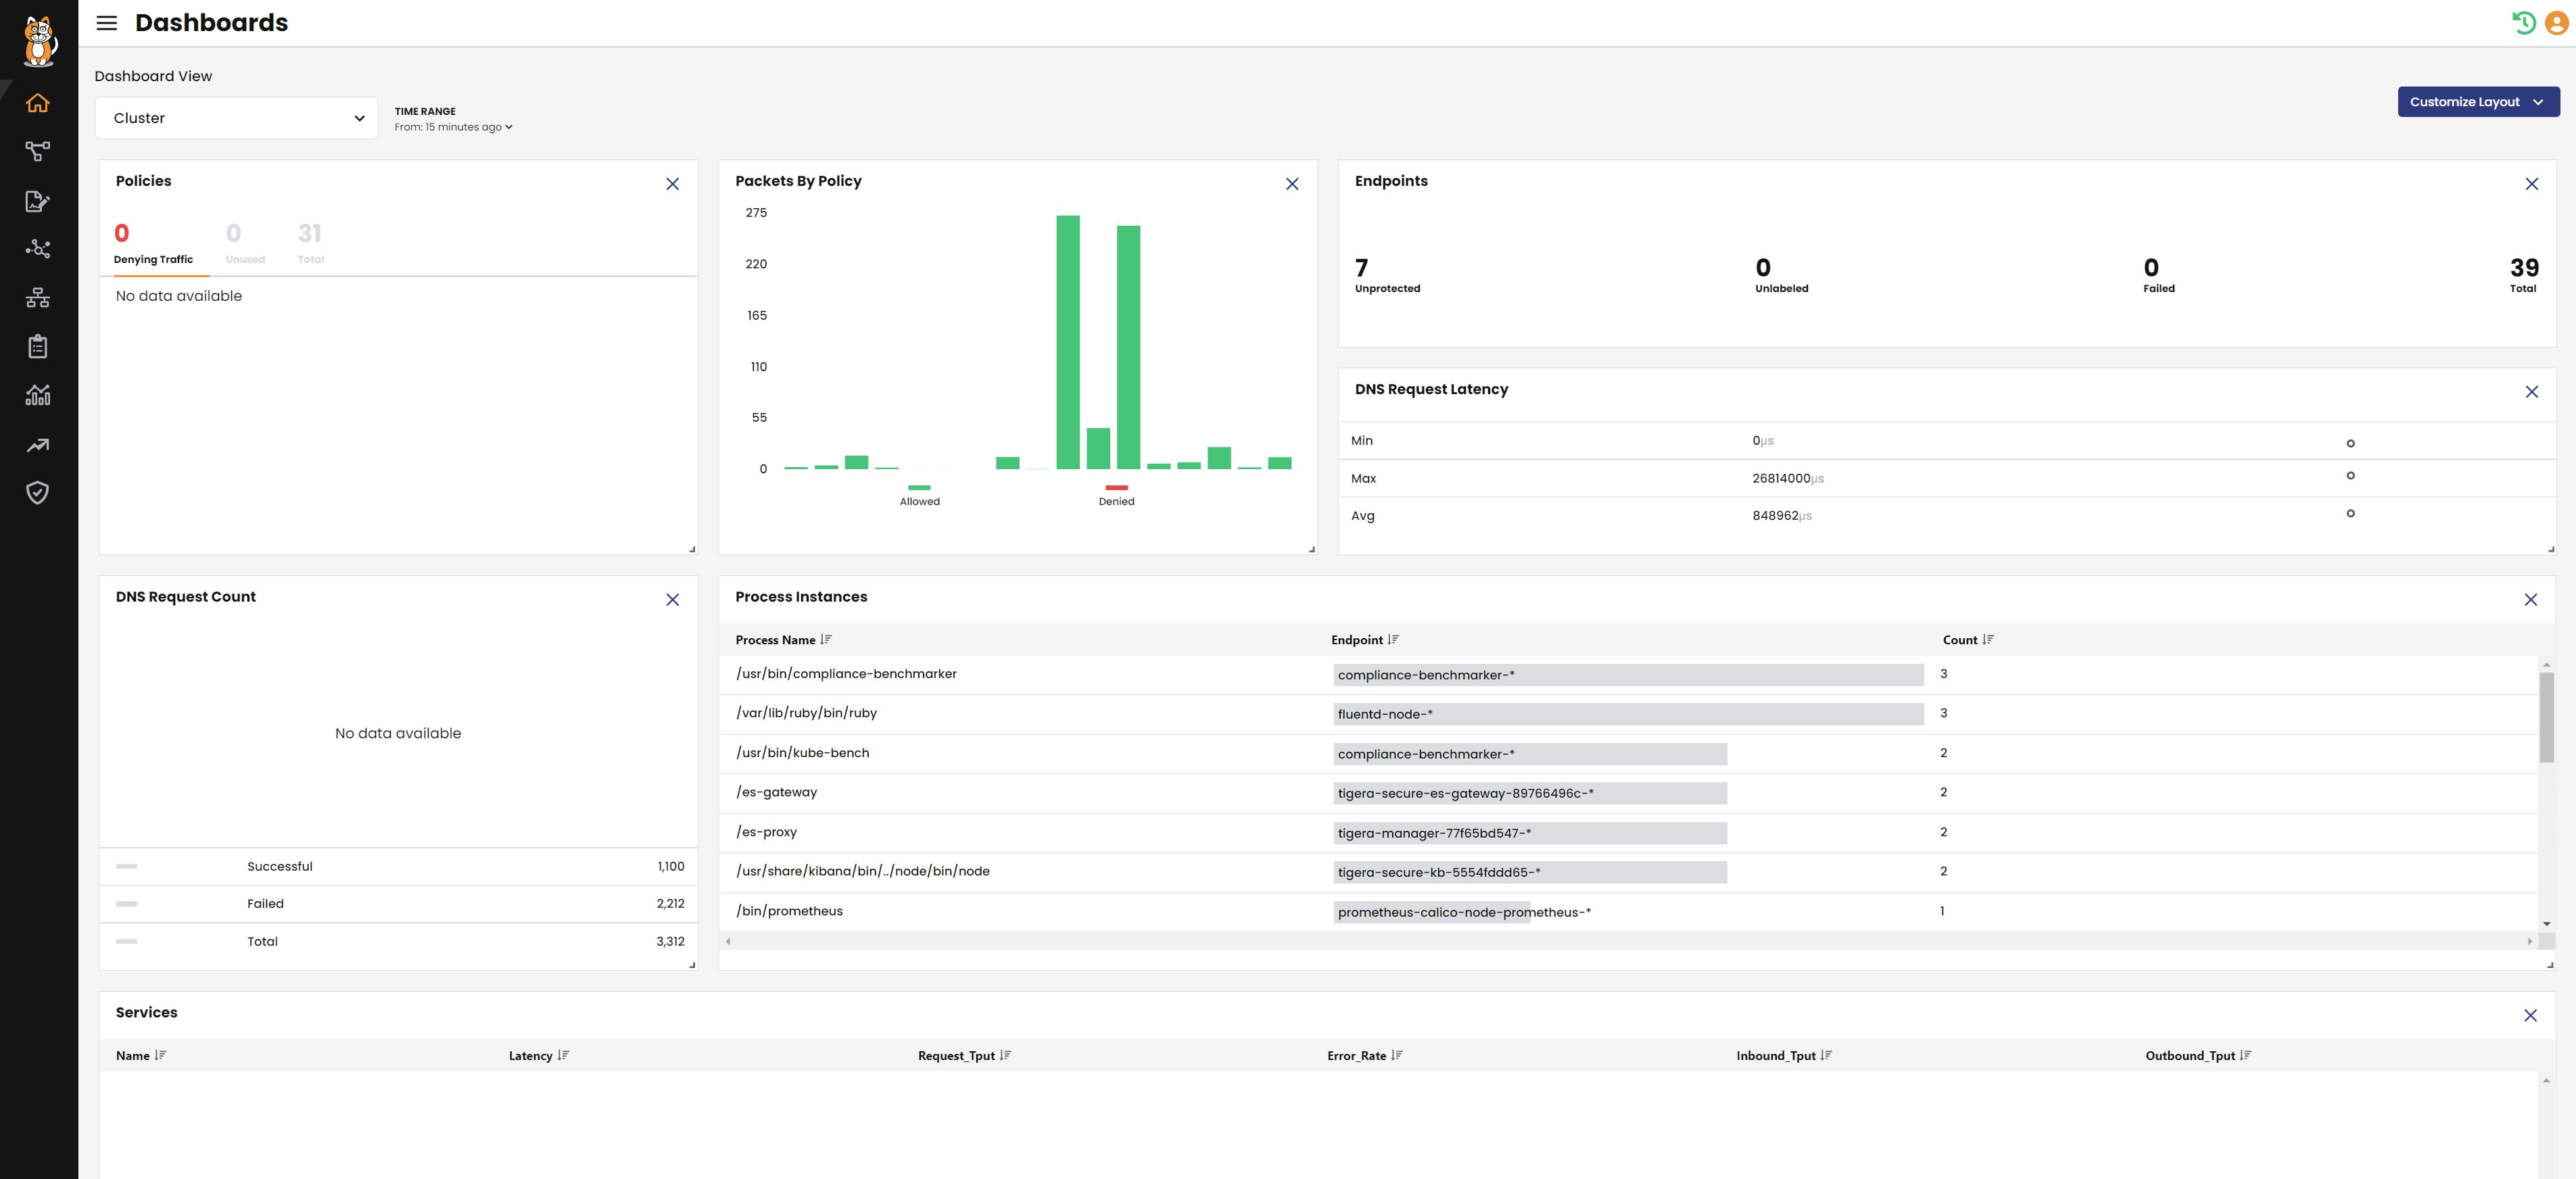 Dashboards
Dashboard View
Cluster
TIME RANGE
From: 15 minutes ago
Customize Layout
Policies
0
Denying Traffic
0
Unused
31
Total
No data available
Packets By Policy
275
220
165
110
55
0
Allowed
Denied
Endpoints
7
Unprotected
0
Unlabeled
0
Failed
39
Total
DNS Request Latency
Min 0µs
Max 26814000µs
Avg 848962µs
DNS Request Count
No data available
Successful 1,100
Failed 2,212
Total 3,312
Process Instances
Process Name Endpoint Count
/usr/bin/compliance-benchmarker compliance-benchmarker-* 3
/var/lib/ruby/bin/ruby fluentd-node-* 3
/usr/bin/kube-bench compliance-benchmarker-* 2
/es-gateway tigera-secure-es-gateway-89766496c-* 2
/es-proxy tigera-manager-77f65bd547-* 2
/usr/share/kibana/bin/../node/bin/node tigera-secure-kb-5554fddd65-* 2
/bin/prometheus prometheus-calico-node-prometheus-* 1
Services
Name Latency Request_Tput Error_Rate Inbound_Tput Outbound_Tput